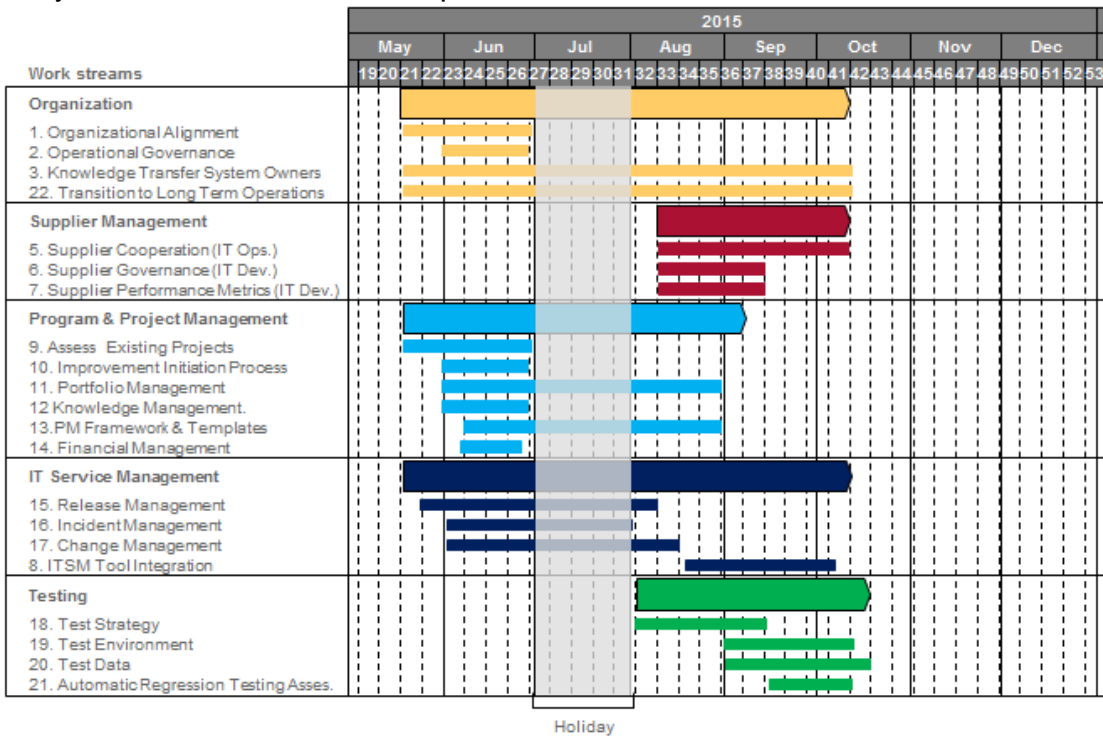 2015
May Jun Jul Aug Sep Oct Nov Dec
Work streams 19 20 21 22 23 24 25 26 27 28 29 30 31 32 33 34 35 36 37 38 39 40 41 42 43 44 45 46 47 48 49 50 51 52 53
Organization
1. Organizational Alignment
2. Operational Governance
3. Knowledge Transfer System Owners
22. Transition to Long Term Operations
Supplier Management
5. Supplier Cooperation (IT Ops.)
6. Supplier Governance (IT Dev.)
7. Supplier Performance Metrics (IT Dev.)
Program & Project Management
9. Assess Existing Projects
10. Improvement Initiation Process
11. Portfolio Management
12 Knowledge Management.
13.PM Framework & Templates
14. Financial Management
IT Service Management
15. Release Management
16. Incident Management
17. Change Management
8. ITSM Tool Integration
Testing
18. Test Strategy
19. Test Environment
20. Test Data
21. Automatic Regression Testing Asses.
Holiday